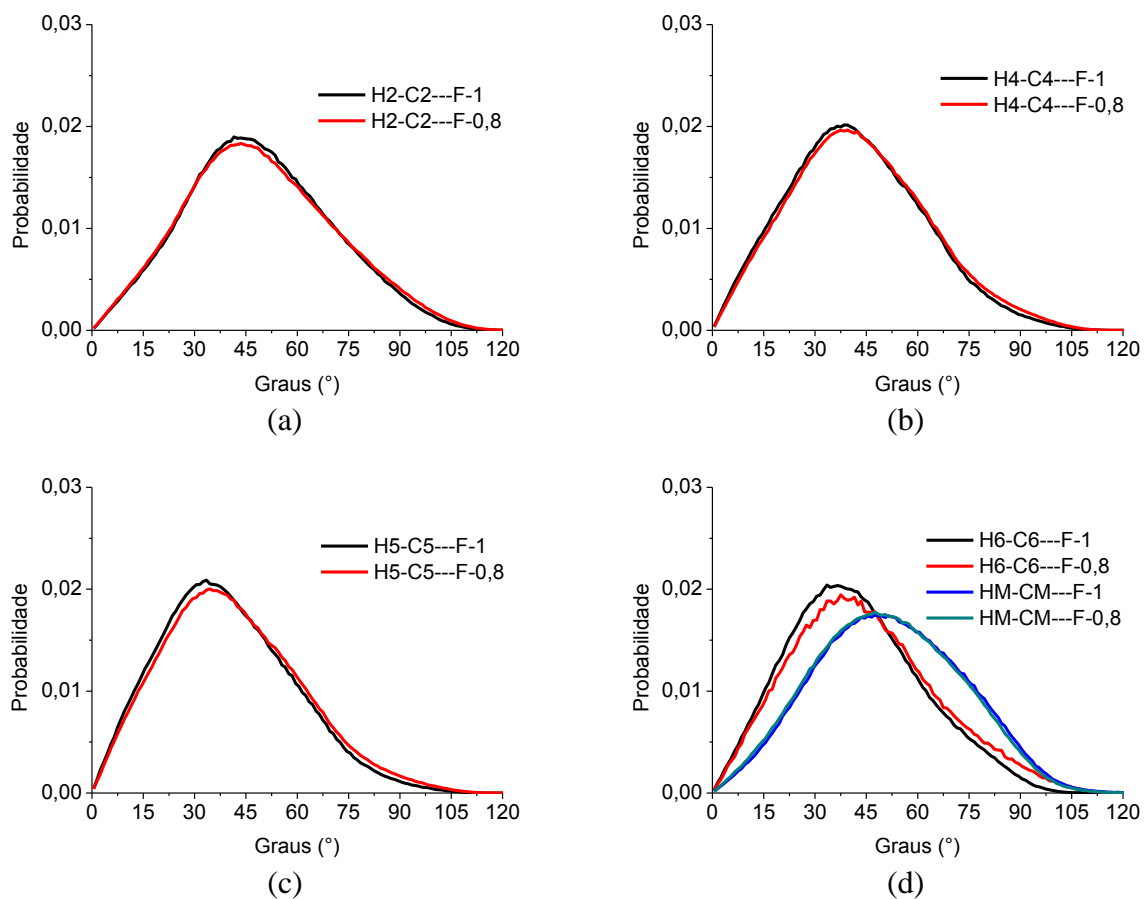 0,03
0,02
0,01
0,00
Probabilidade
H2-C2---F-1
H2-C2---F-0,8
0 15 30 45 60 75 90 105 120
Graus (°)
(a)
0,03
0,02
0,01
0,00
Probabilidade
H4-C4---F-1
H4-C4---F-0,8
0 15 30 45 60 75 90 105 120
Graus (°)
(b)
0,03
0,02
0,01
0,00
Probabilidade
H5-C5---F-1
H5-C5---F-0,8
0 15 30 45 60 75 90 105 120
Graus (°)
(c)
0,03
0,02
0,01
0,00
Probabilidade
H6-C6---F-1
H6-C6---F-0,8
HM-CM---F-1
HM-CM---F-0,8
0 15 30 45 60 75 90 105 120
Graus (°)
(d)